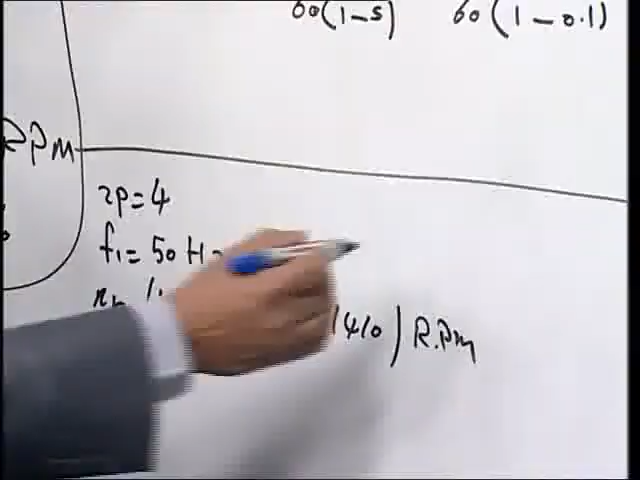 60(1-s) 60(1-0.1)
RPM
2p=4
f₁=50 H
1410) R.PM